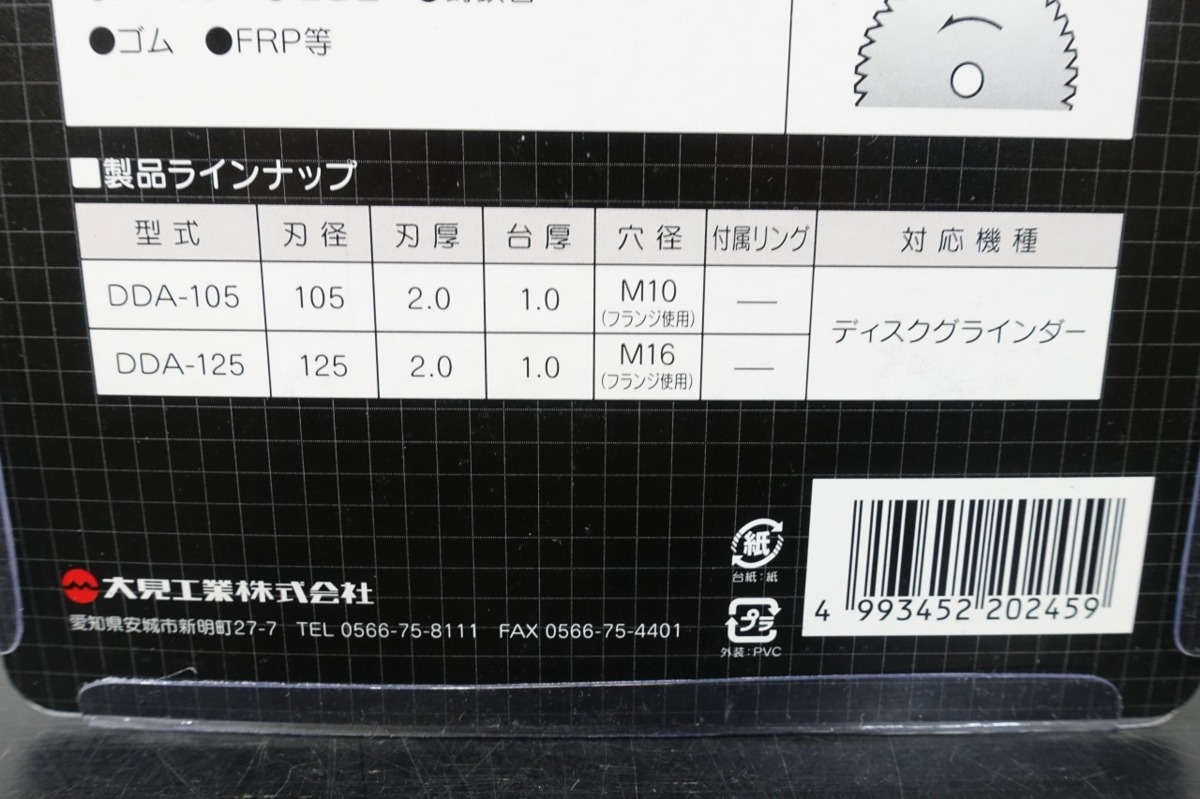 ●ゴム ●FRP等
■製品ラインナップ
型式 刃径 刃厚 台厚 穴径 付属リング 対応機種
DDA-105 105 2.0 1.0 M10 (フランジ使用) — ディスクグラインダー
DDA-125 125 2.0 1.0 M16 (フランジ使用) —
紙
台紙:紙
大見工業株式会社
愛知県安城市新明町27-7 TEL 0566-75-8111 FAX 0566-75-4401
プラ
外装:PVC
4 993452 202459